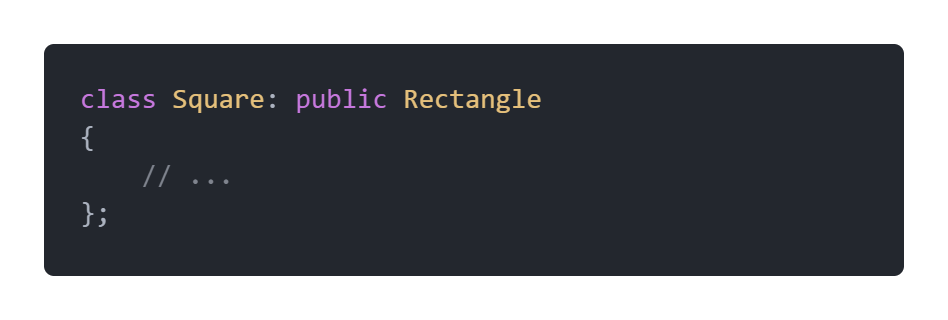 class Square: public Rectangle
{
    // ...
};